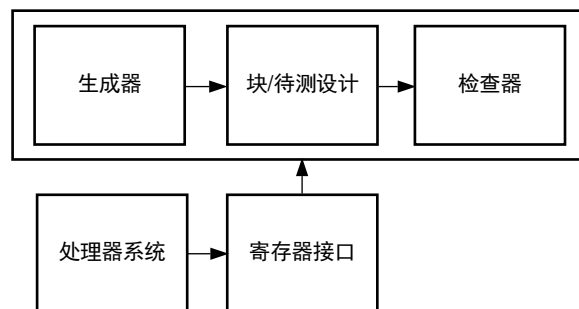 生成器
块/待测设计
检查器
处理器系统
寄存器接口